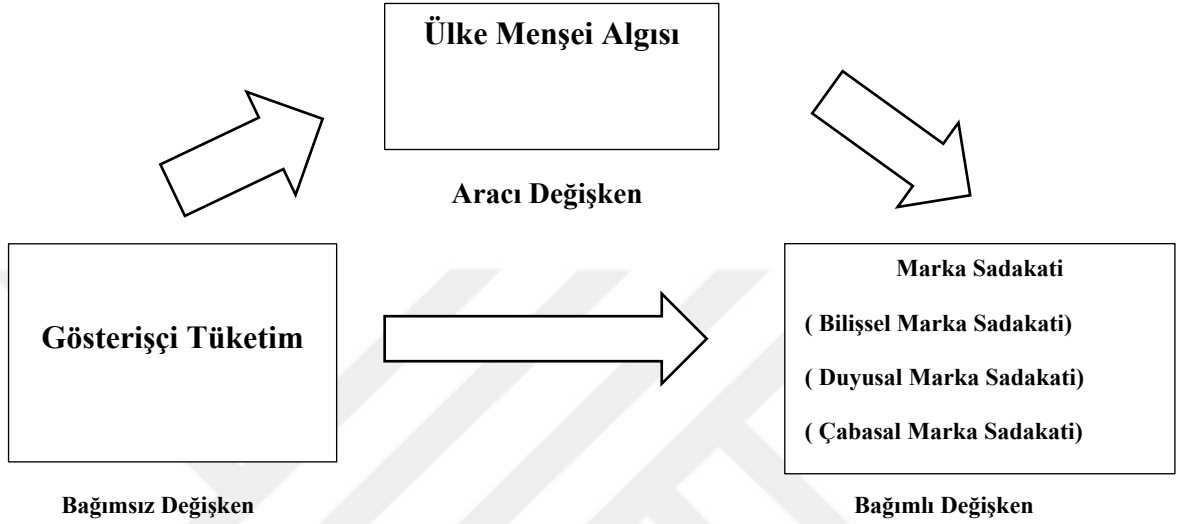 Ülke Menşei Algısı
Aracı Değişken
Gösterişçi Tüketim
Bağımsız Değişken
Marka Sadakati
( Bilişsel Marka Sadakati)
( Duyusal Marka Sadakati)
( Çabasal Marka Sadakati)
Bağımlı Değişken